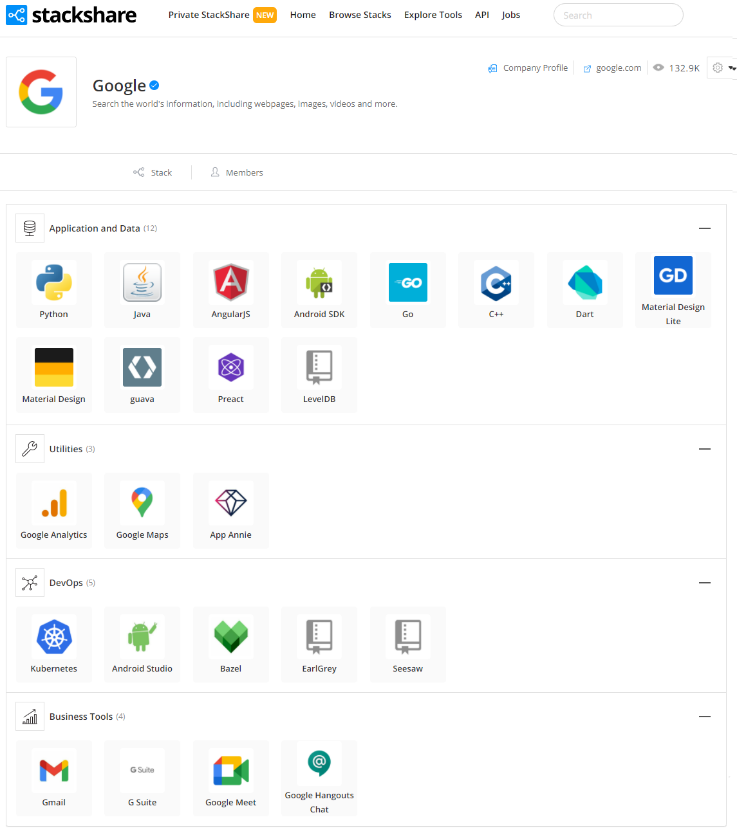 stackshare
Private StackShare NEW Home Browse Stacks Explore Tools API Jobs Search
Company Profile google.com 132.9K
Google
Search the world's information, including webpages, images, videos and more.
Stack Members
Application and Data (12)
Python Java AngularJS Android SDK GO Go C++ C++ Dart GD Material Design Lite
Material Design guava Preact LevelDB
Utilities (3)
Google Analytics Google Maps App Annie
DevOps (5)
Kubernetes Android Studio Bazel EarlGrey Seesaw
Business Tools (4)
G Suite
Gmail G Suite Google Meet Google Hangouts Chat